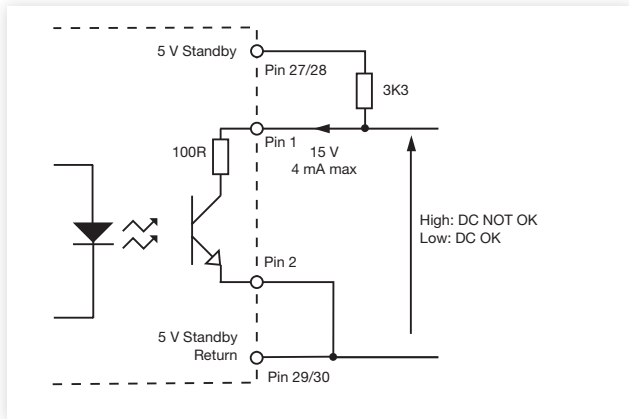 5 V Standby
Pin 27/28
3K3
Pin 1
100R
15 V
4 mA max
High: DC NOT OK
Low: DC OK
Pin 2
5 V Standby
Return
Pin 29/30